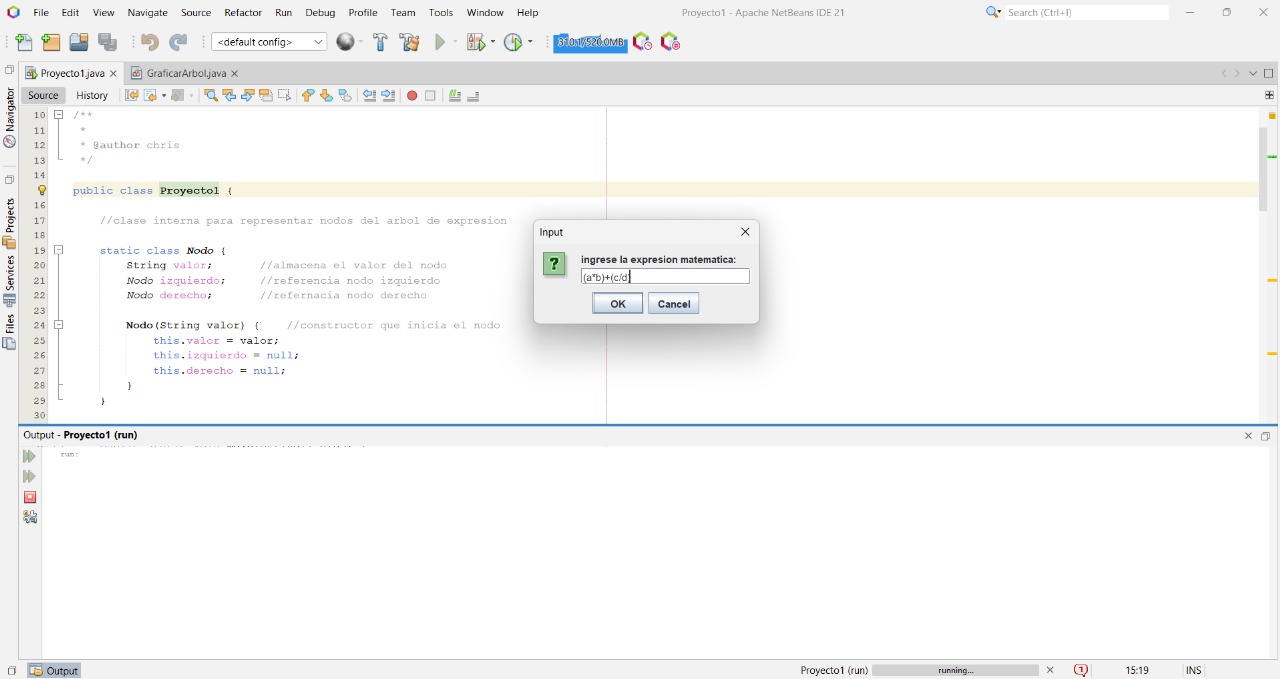 File Edit View Navigate Source Refactor Run Debug Profile Team Tools Window Help Proyecto1 - Apache NetBeans IDE 21 Search (Ctrl+I)
<default config> 310.1/520.0MB
Proyecto1.java GraficarArbol.java
Source History
Navigator
Projects
Services
Files
10 /**
11 *
12 * @author chris
13 */
14
public class Proyecto1 {
16
17 //clase interna para representar nodos del arbol de expresion
18
19 static class Nodo {
20 String valor; //almacena el valor del nodo
21 Nodo izquierdo; //referencia nodo izquierdo
22 Nodo derecho; //refernacia nodo derecho
23
24 Nodo(String valor) { //constructor que inicia el nodo
25 this.valor = valor;
26 this.izquierdo = null;
27 this.derecho = null;
28 }
29 }
30
Input
ingrese la expresion matematica:
(a*b)+(c/d)
OK Cancel
Output - Proyecto1 (run)
run:
Output Proyecto1 (run) running... 1 15:19 INS